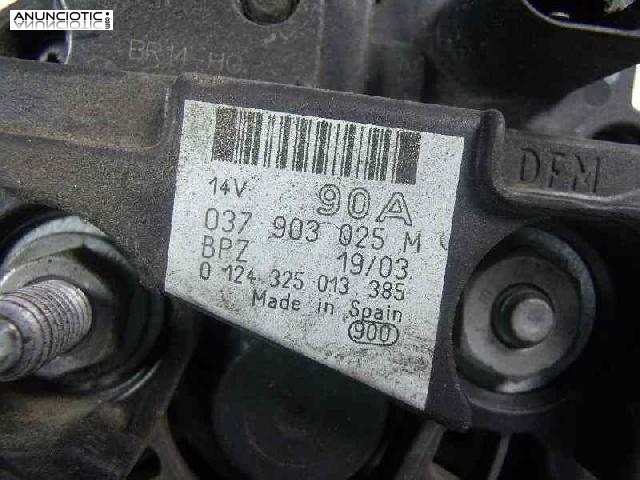 ANUNCIOTIC
BR14-HO
DFM
14V 90A
037 903 025 M
BPZ 19/03
0 124 325 013 385
Made in Spain
900